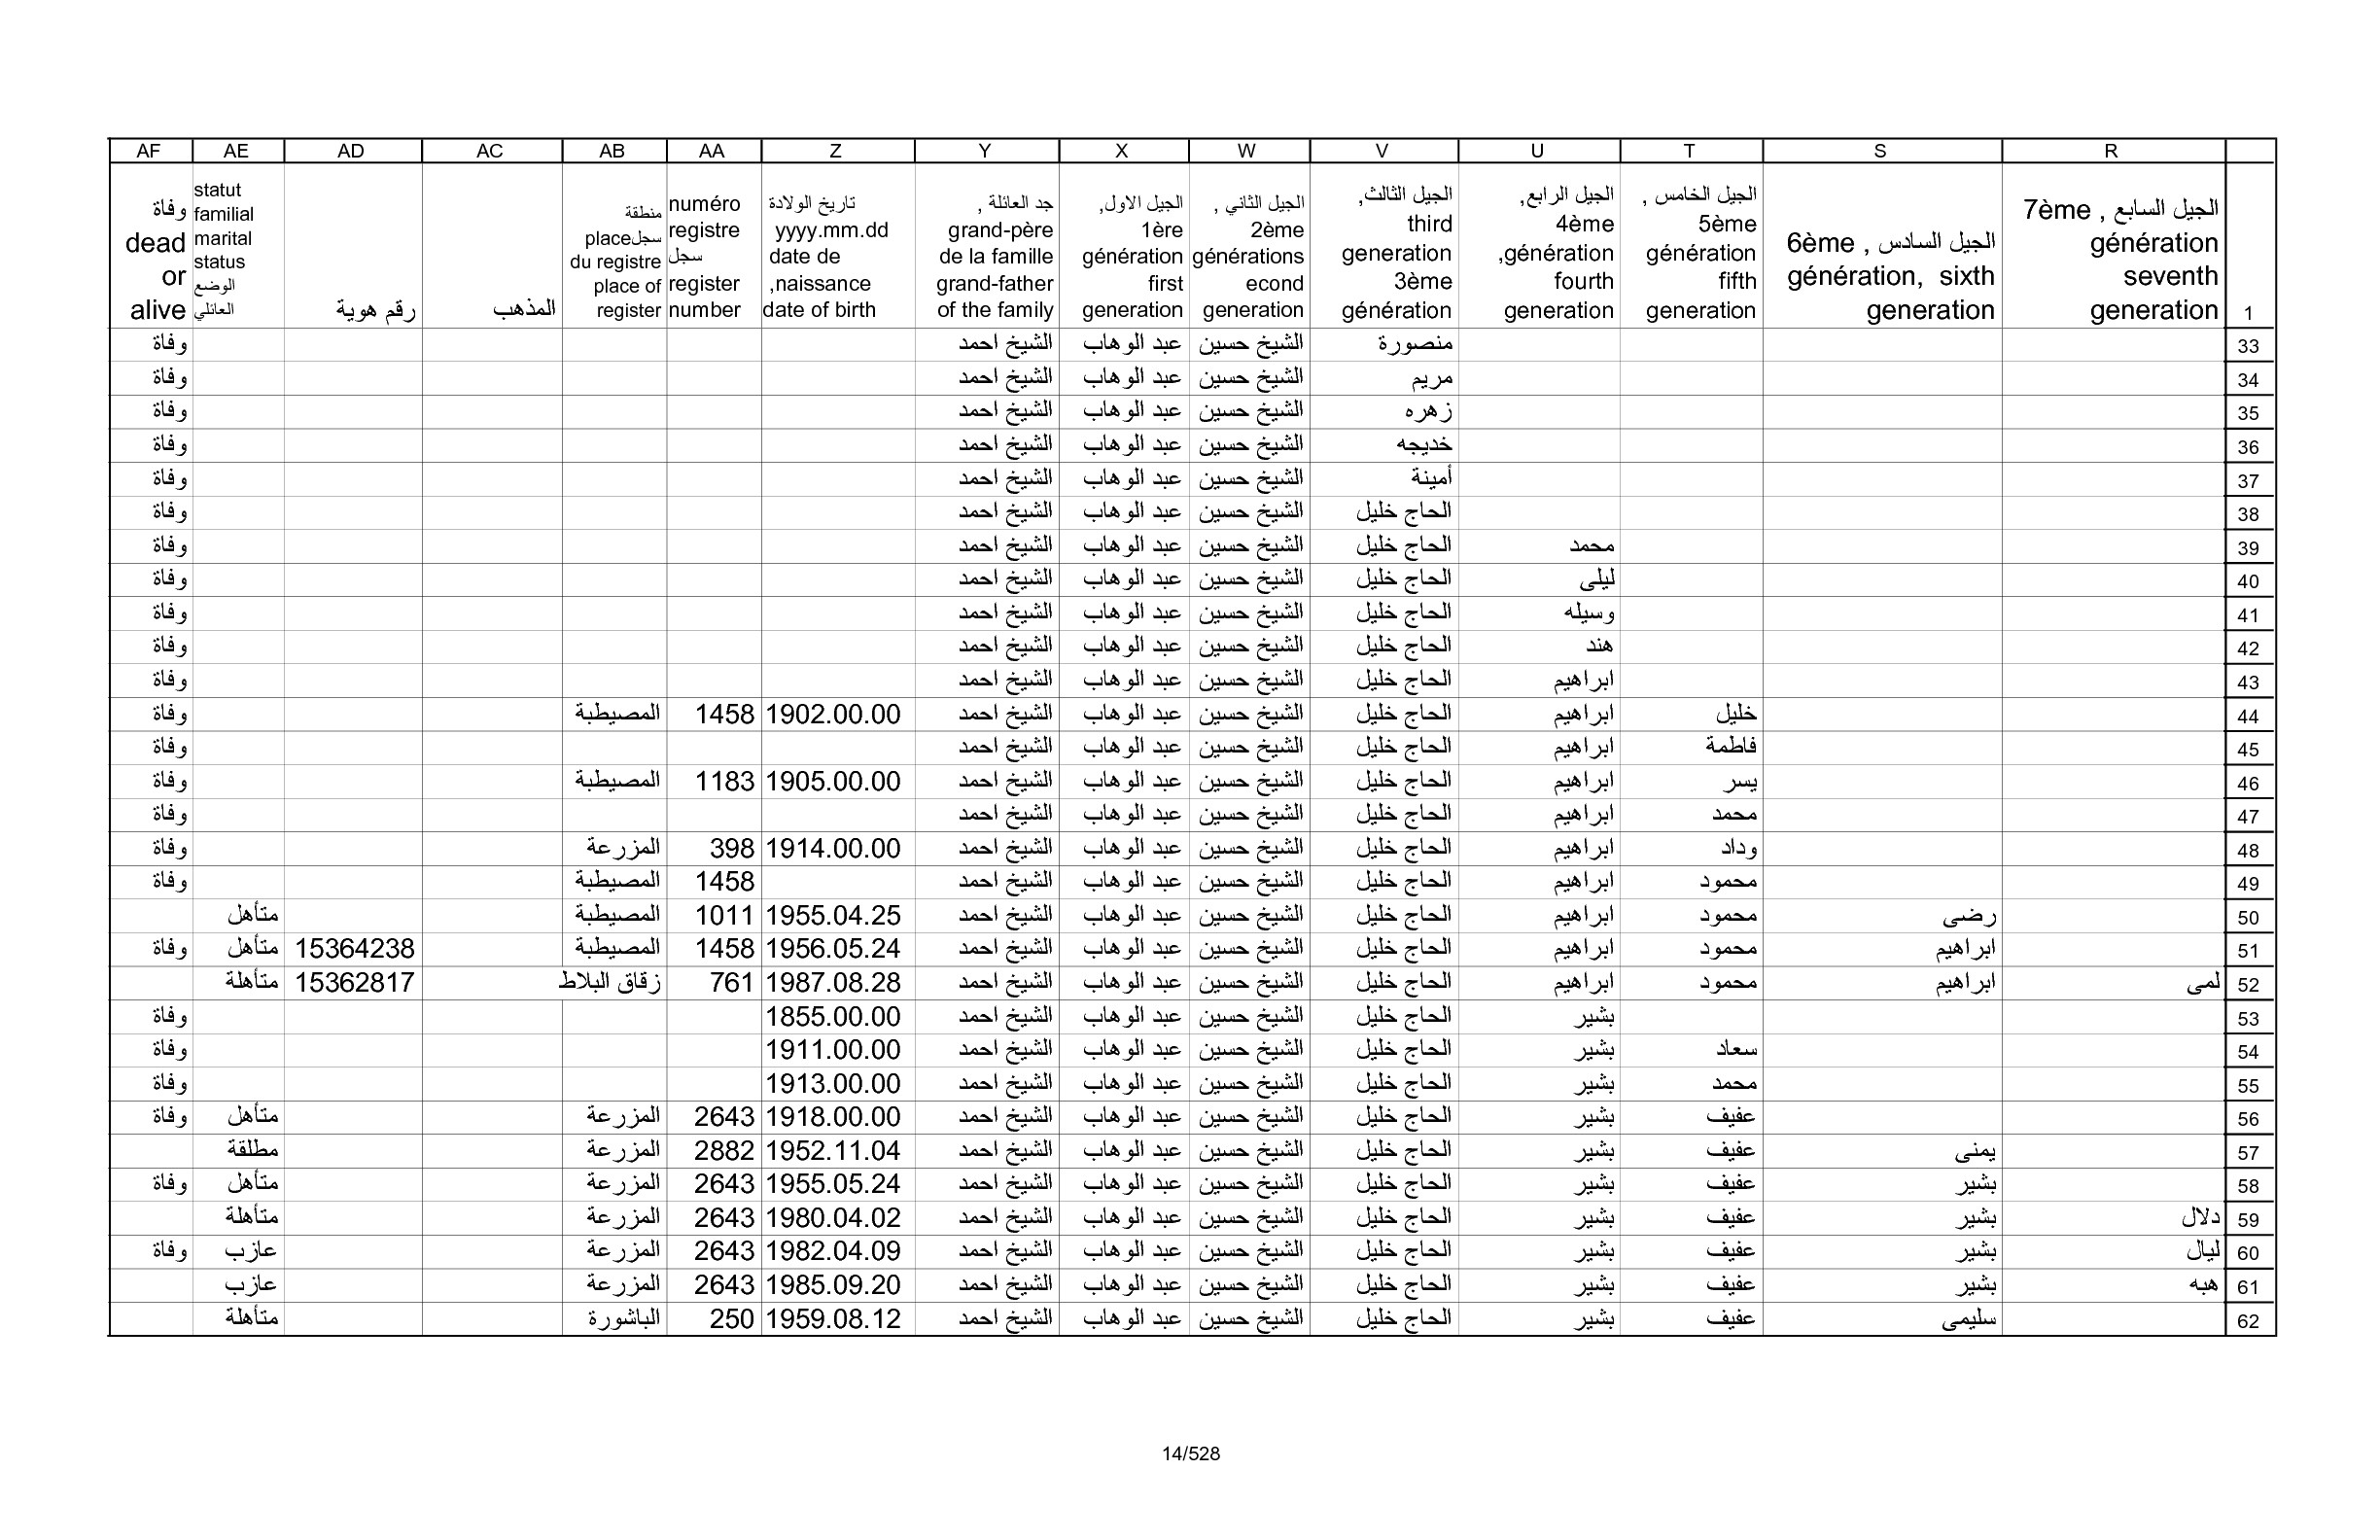 R S T U V W X Y Z AA AB AC AD AE AF
1
الجيل السابع , 7ème
génération
seventh
generation
الجيل السادس , 6ème
génération, sixth
generation
الجيل الخامس ,
5ème
génération
fifth
generation
الجيل الرابع,
4ème
génération,
fourth
generation
الجيل الثالث,
third
generation
3ème
génération
الجيل الثاني ,
2ème
générations
econd
generation
الجيل الاول,
1ère
génération
first
generation
جد العائلة ,
grand-père
de la famille
grand-father
of the family
تاريخ الولادة
yyyy.mm.dd
date de
naissance,
date of birth
numéro
registre
سجل
register
number
منطقة
سجلplace
du registre
place of
register
المذهب
رقم هوية
statut
familial
marital
status
الوضع
العائلي
وفاة
dead
or
alive
33 منصورة الشيخ حسين عبد الوهاب الشيخ احمد وفاة
34 مريم الشيخ حسين عبد الوهاب الشيخ احمد وفاة
35 زهره الشيخ حسين عبد الوهاب الشيخ احمد وفاة
36 خديجه الشيخ حسين عبد الوهاب الشيخ احمد وفاة
37 أمينة الشيخ حسين عبد الوهاب الشيخ احمد وفاة
38 الحاج خليل الشيخ حسين عبد الوهاب الشيخ احمد وفاة
39 محمد الحاج خليل الشيخ حسين عبد الوهاب الشيخ احمد وفاة
40 ليلى الحاج خليل الشيخ حسين عبد الوهاب الشيخ احمد وفاة
41 وسيله الحاج خليل الشيخ حسين عبد الوهاب الشيخ احمد وفاة
42 هند الحاج خليل الشيخ حسين عبد الوهاب الشيخ احمد وفاة
43 ابراهيم الحاج خليل الشيخ حسين عبد الوهاب الشيخ احمد وفاة
44 خليل ابراهيم الحاج خليل الشيخ حسين عبد الوهاب الشيخ احمد 1902.00.00 1458 المصيطبة وفاة
45 فاطمة ابراهيم الحاج خليل الشيخ حسين عبد الوهاب الشيخ احمد وفاة
46 يسر ابراهيم الحاج خليل الشيخ حسين عبد الوهاب الشيخ احمد 1905.00.00 1183 المصيطبة وفاة
47 محمد ابراهيم الحاج خليل الشيخ حسين عبد الوهاب الشيخ احمد وفاة
48 وداد ابراهيم الحاج خليل الشيخ حسين عبد الوهاب الشيخ احمد 1914.00.00 398 المزرعة وفاة
49 محمود ابراهيم الحاج خليل الشيخ حسين عبد الوهاب الشيخ احمد 1458 المصيطبة وفاة
50 رضى محمود ابراهيم الحاج خليل الشيخ حسين عبد الوهاب الشيخ احمد 1955.04.25 1011 المصيطبة متأهل
51 ابراهيم محمود ابراهيم الحاج خليل الشيخ حسين عبد الوهاب الشيخ احمد 1956.05.24 1458 المصيطبة 15364238 متأهل وفاة
52 لمى ابراهيم محمود ابراهيم الحاج خليل الشيخ حسين عبد الوهاب الشيخ احمد 1987.08.28 761 زقاق البلاط 15362817 متأهلة
53 بشير الحاج خليل الشيخ حسين عبد الوهاب الشيخ احمد 1855.00.00 وفاة
54 سعاد بشير الحاج خليل الشيخ حسين عبد الوهاب الشيخ احمد 1911.00.00 وفاة
55 محمد بشير الحاج خليل الشيخ حسين عبد الوهاب الشيخ احمد 1913.00.00 وفاة
56 عفيف بشير الحاج خليل الشيخ حسين عبد الوهاب الشيخ احمد 1918.00.00 2643 المزرعة متأهل وفاة
57 يمنى عفيف بشير الحاج خليل الشيخ حسين عبد الوهاب الشيخ احمد 1952.11.04 2882 المزرعة مطلقة
58 بشير عفيف بشير الحاج خليل الشيخ حسين عبد الوهاب الشيخ احمد 1955.05.24 2643 المزرعة متأهل وفاة
59 دلال بشير عفيف بشير الحاج خليل الشيخ حسين عبد الوهاب الشيخ احمد 1980.04.02 2643 المزرعة متأهلة
60 ليال بشير عفيف بشير الحاج خليل الشيخ حسين عبد الوهاب الشيخ احمد 1982.04.09 2643 المزرعة عازب وفاة
61 هبه بشير عفيف بشير الحاج خليل الشيخ حسين عبد الوهاب الشيخ احمد 1985.09.20 2643 المزرعة عازب
62 سليمى عفيف بشير الحاج خليل الشيخ حسين عبد الوهاب الشيخ احمد 1959.08.12 250 الباشورة متأهلة
14/528